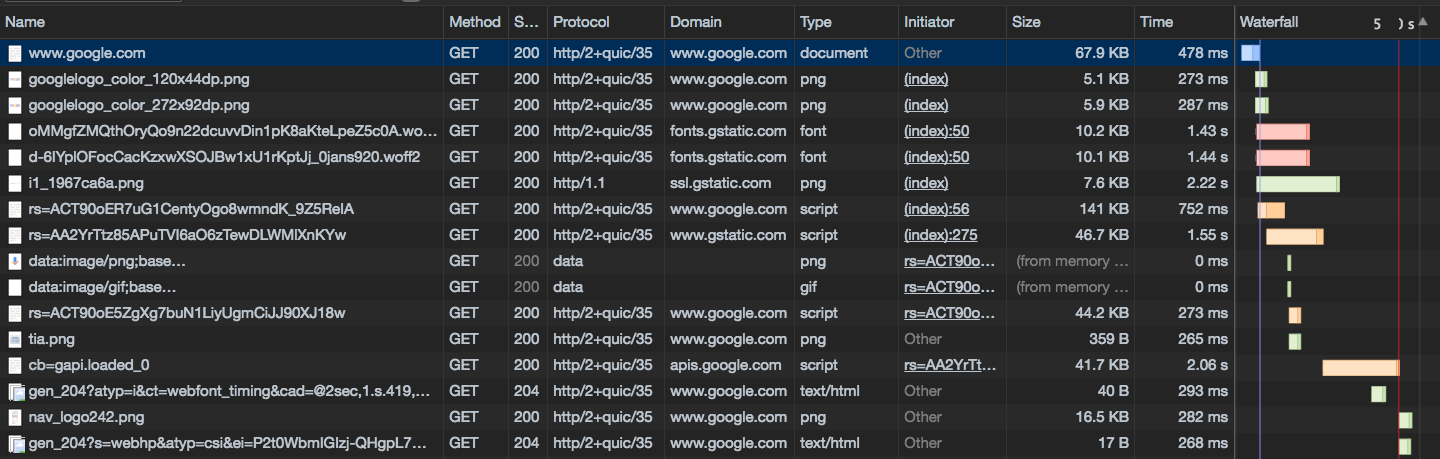 Name Method S... Protocol Domain Type Initiator Size Time Waterfall 5 ) s
www.google.com GET 200 http/2+quic/35 www.google.com document Other 67.9 KB 478 ms
googlelogo_color_120x44dp.png GET 200 http/2+quic/35 www.google.com png (index) 5.1 KB 273 ms
googlelogo_color_272x92dp.png GET 200 http/2+quic/35 www.google.com png (index) 5.9 KB 287 ms
oMMgfZMQthOryQo9n22dcuvvDin1pK8aKteLpeZ5c0A.wo... GET 200 http/2+quic/35 fonts.gstatic.com font (index):50 10.2 KB 1.43 s
d-6IYplOFocCacKzxwXSOJBw1xU1rKptJj_0jans920.woff2 GET 200 http/2+quic/35 fonts.gstatic.com font (index):50 10.1 KB 1.44 s
i1_1967ca6a.png GET 200 http/1.1 ssl.gstatic.com png (index) 7.6 KB 2.22 s
rs=ACT90oER7uG1CentyOgo8wmndK_9Z5RelA GET 200 http/2+quic/35 www.google.com script (index):56 141 KB 752 ms
rs=AA2YrTtz85APuTVI6aO6zTewDLWMlXnKYw GET 200 http/2+quic/35 www.gstatic.com script (index):275 46.7 KB 1.55 s
data:image/png;base... GET 200 data png rs=ACT90o... (from memory ... 0 ms
data:image/gif;base... GET 200 data gif rs=ACT90o... (from memory ... 0 ms
rs=ACT90oE5ZgXg7buN1LiyUgmCiJJ90XJ18w GET 200 http/2+quic/35 www.google.com script rs=ACT90o... 44.2 KB 273 ms
tia.png GET 200 http/2+quic/35 www.google.com png Other 359 B 265 ms
cb=gapi.loaded_0 GET 200 http/2+quic/35 apis.google.com script rs=AA2YrTt... 41.7 KB 2.06 s
gen_204?atyp=i&ct=webfont_timing&cad=@2sec,1.s.419,... GET 204 http/2+quic/35 www.google.com text/html Other 40 B 293 ms
nav_logo242.png GET 200 http/2+quic/35 www.google.com png Other 16.5 KB 282 ms
gen_204?s=webhp&atyp=csi&ei=P2t0WbmlGIzj-QHgpL7... GET 204 http/2+quic/35 www.google.com text/html Other 17 B 268 ms